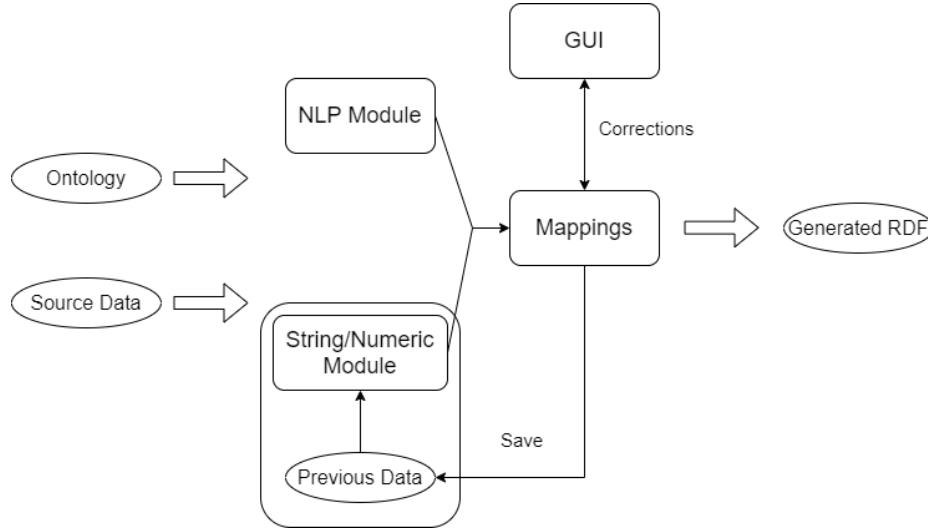 GUI
NLP Module
Corrections
Ontology
Mappings
Generated RDF
Source Data
String/Numeric
Module
Save
Previous Data